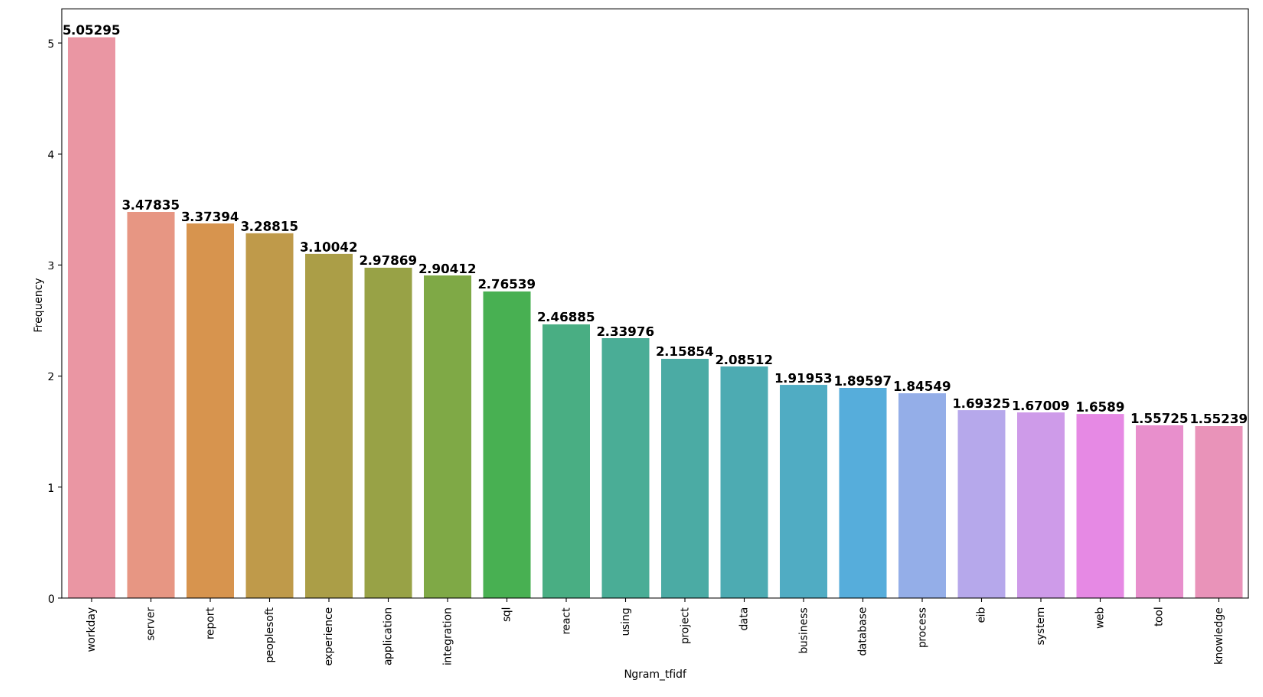 5.05295
3.47835
3.37394
3.28815
3.10042
2.97869
2.90412
2.76539
2.46885
2.33976
2.15854
2.08512
1.91953
1.89597
1.84549
1.69325
1.67009
1.6589
1.55725
1.55239
5
4
3
2
1
0
Frequency
workday
server
report
peoplesoft
experience
application
integration
sql
react
using
project
data
business
database
process
eib
system
web
tool
knowledge
Ngram_tfidf